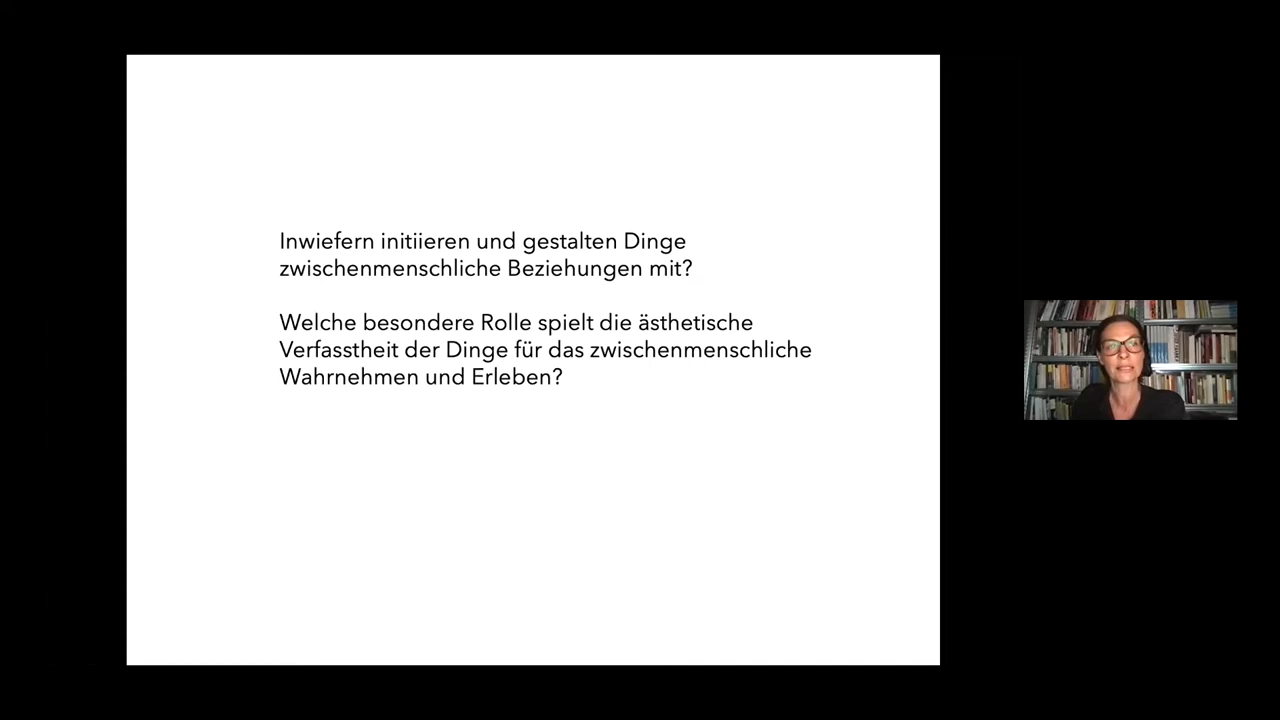 Inwiefern initiieren und gestalten Dinge
zwischenmenschliche Beziehungen mit?
Welche besondere Rolle spielt die ästhetische
Verfasstheit der Dinge für das zwischenmenschliche
Wahrnehmen und Erleben?